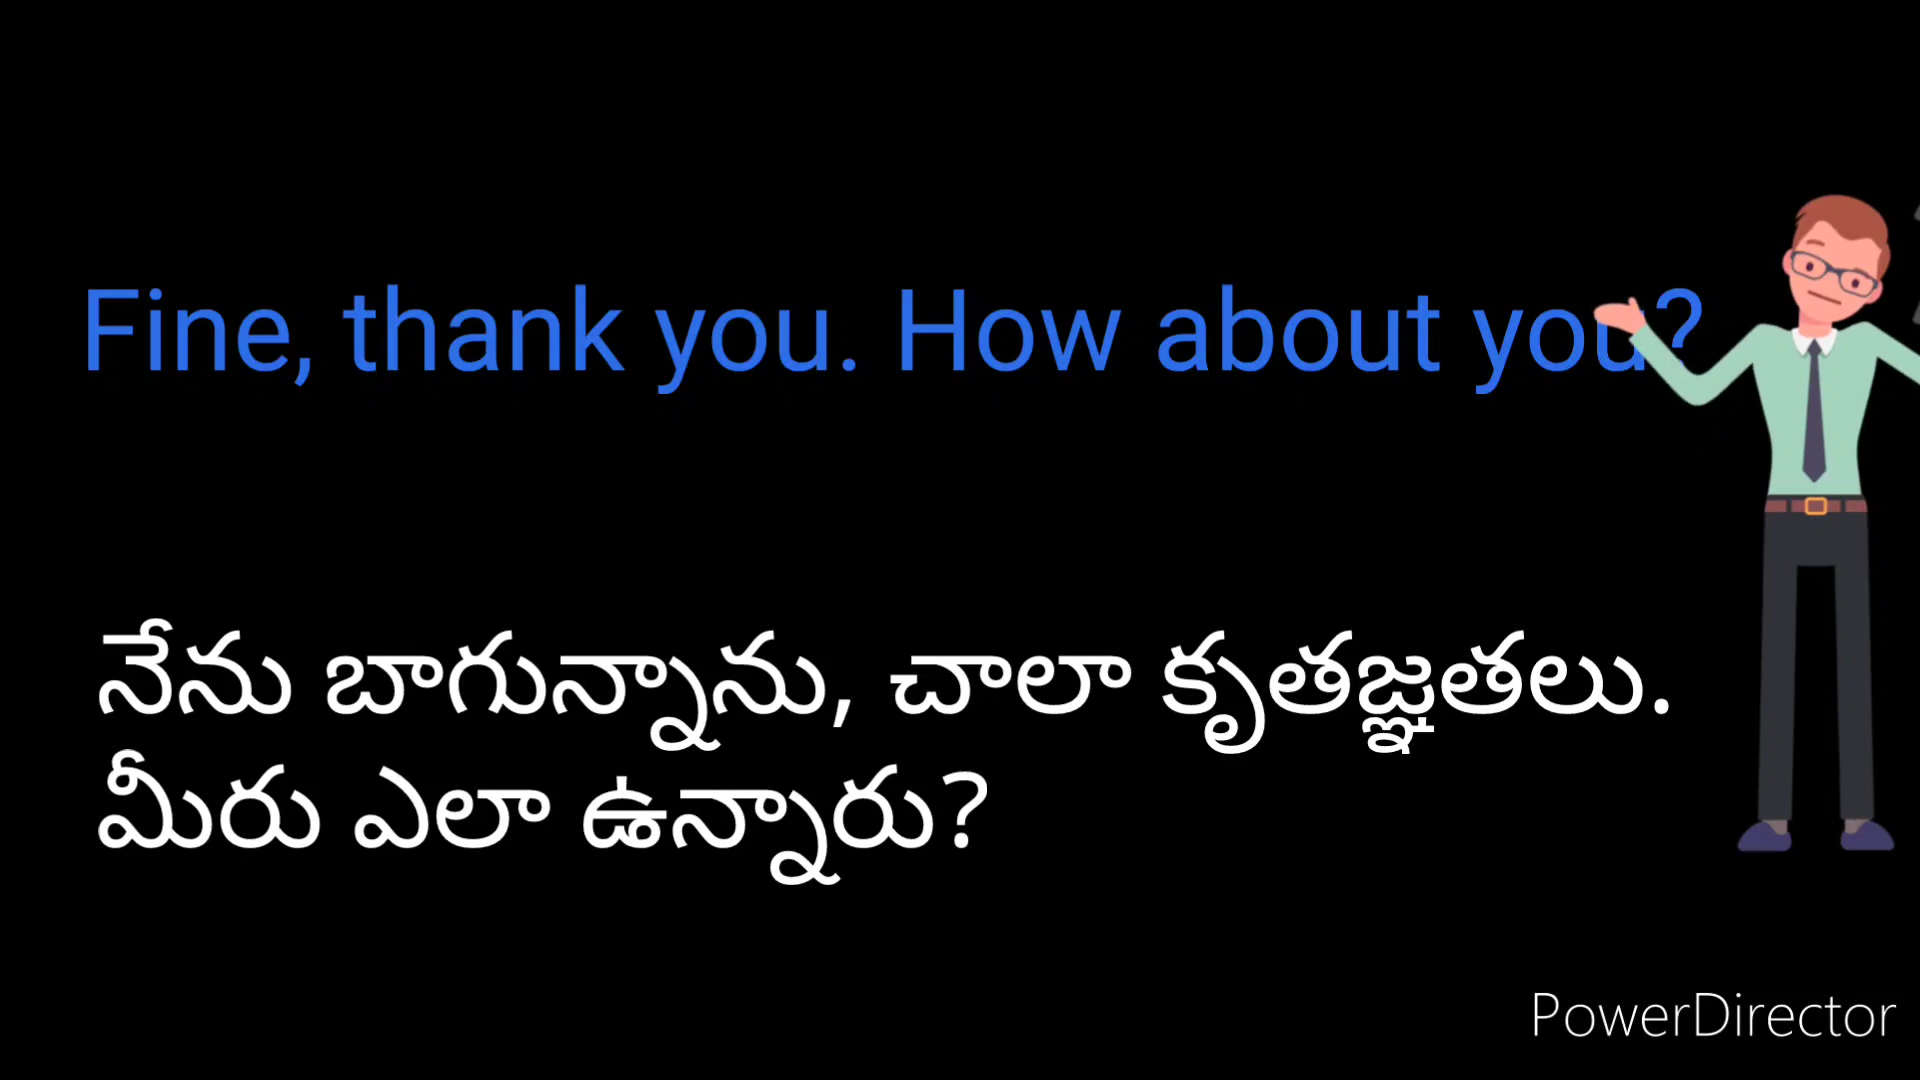 Fine, thank you. How about you?
నేను బాగున్నాను, చాలా కృతజ్ఞతలు.
మీరు ఎలా ఉన్నారు?
PowerDirector